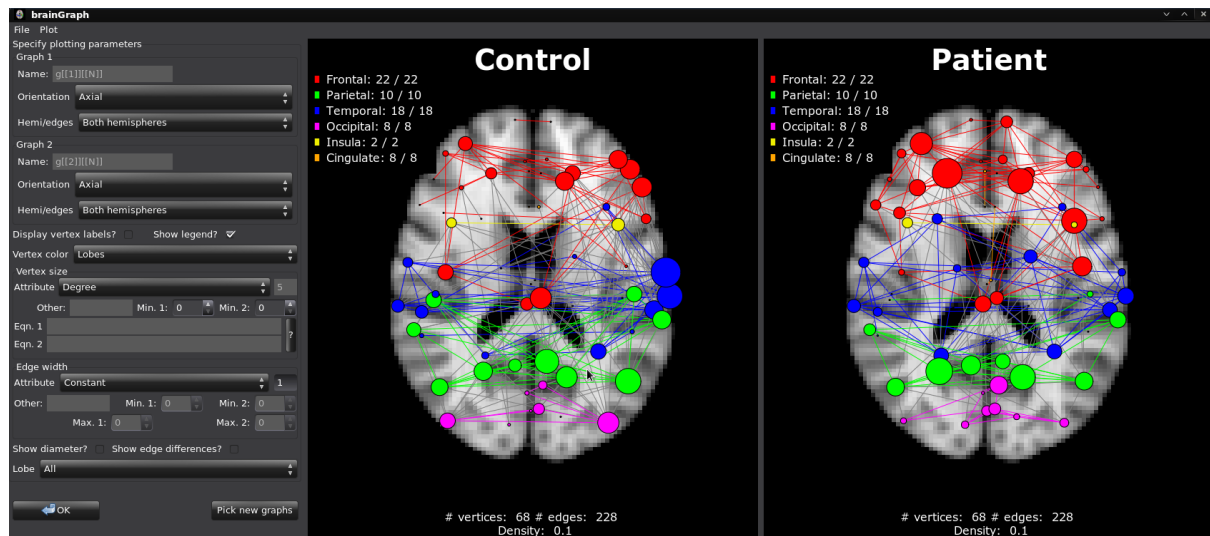 brainGraph
File Plot
Specify plotting parameters
Graph 1
Name: g[[1]][[N]]
Orientation Axial
Hemi/edges Both hemispheres
Graph 2
Name: g[[2]][[N]]
Orientation Axial
Hemi/edges Both hemispheres
Display vertex labels? Show legend?
Vertex color Lobes
Vertex size
Attribute Degree 5
Other: Min. 1: 0 Min. 2: 0
Eqn. 1
Eqn. 2
?
Edge width
Attribute Constant 1
Other: Min. 1: 0 Min. 2: 0
Max. 1: 0 Max. 2: 0
Show diameter? Show edge differences?
Lobe All
OK Pick new graphs
Control
Frontal: 22 / 22
Parietal: 10 / 10
Temporal: 18 / 18
Occipital: 8 / 8
Insula: 2 / 2
Cingulate: 8 / 8
# vertices: 68 # edges: 228
Density: 0.1
Patient
Frontal: 22 / 22
Parietal: 10 / 10
Temporal: 18 / 18
Occipital: 8 / 8
Insula: 2 / 2
Cingulate: 8 / 8
# vertices: 68 # edges: 228
Density: 0.1